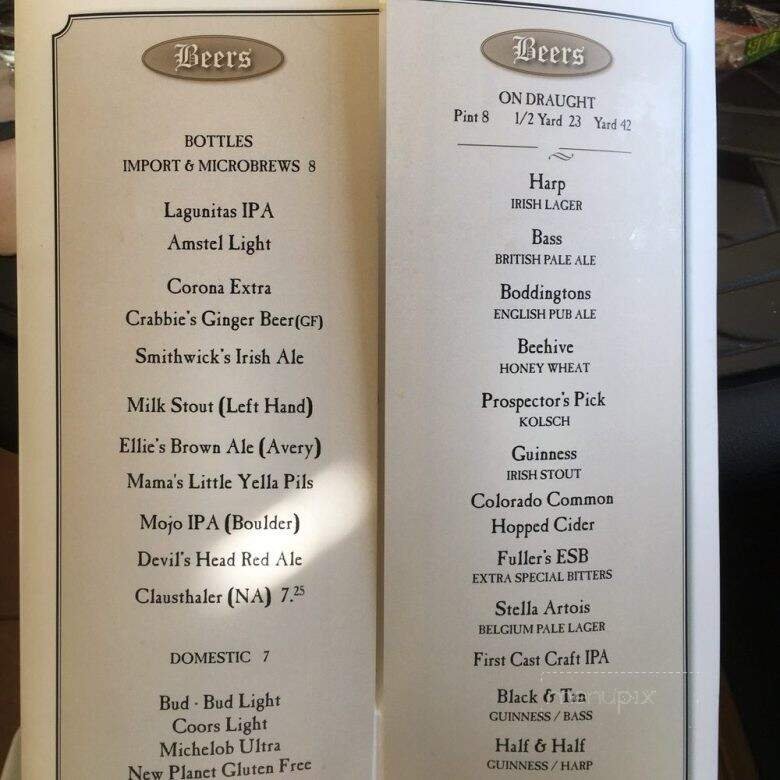 Beers
BOTTLES
IMPORT & MICROBREWS 8
Lagunitas IPA
Amstel Light
Corona Extra
Crabbie's Ginger Beer(GF)
Smithwick's Irish Ale
Milk Stout (Left Hand)
Ellie's Brown Ale (Avery)
Mama's Little Yella Pils
Mojo IPA (Boulder)
Devil's Head Red Ale
Clausthaler (NA) 7.25
DOMESTIC 7
Bud · Bud Light
Coors Light
Michelob Ultra
New Planet Gluten Free
Beers
ON DRAUGHT
Pint 8 1/2 Yard 23 Yard 42
Harp
IRISH LAGER
Bass
BRITISH PALE ALE
Boddingtons
ENGLISH PUB ALE
Beehive
HONEY WHEAT
Prospector's Pick
KOLSCH
Guinness
IRISH STOUT
Colorado Common
Hopped Cider
Fuller's ESB
EXTRA SPECIAL BITTERS
Stella Artois
BELGIUM PALE LAGER
First Cast Craft IPA
Black & Tan
GUINNESS / BASS
Half & Half
GUINNESS / HARP
menupix